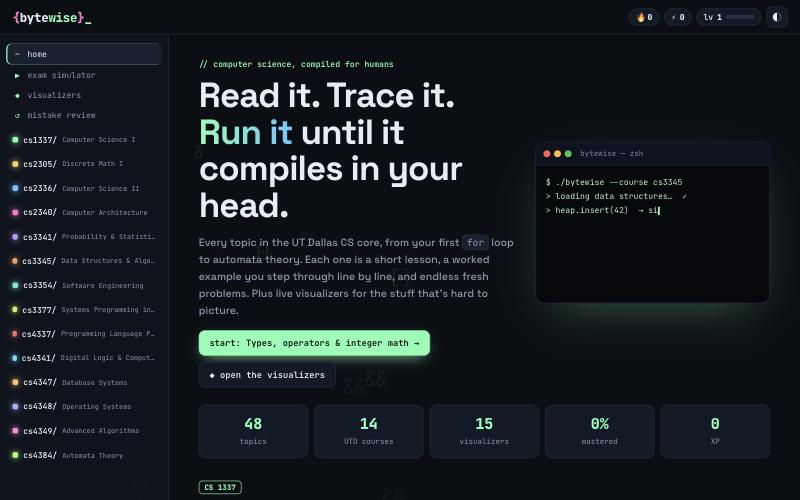 {bytewise}_
🔥0
⚡ 0
lv 1
~ home
▶ exam simulator
◆ visualizers
↺ mistake review
cs1337/ Computer Science I
cs2305/ Discrete Math I
cs2336/ Computer Science II
cs2340/ Computer Architecture
cs3341/ Probability & Statisti…
cs3345/ Data Structures & Algo…
cs3354/ Software Engineering
cs3377/ Systems Programming in…
cs4337/ Programming Language P…
cs4341/ Digital Logic & Comput…
cs4347/ Database Systems
cs4348/ Operating Systems
cs4349/ Advanced Algorithms
cs4384/ Automata Theory
// computer science, compiled for humans
Read it. Trace it.
Run it until it
compiles in your
head.
Every topic in the UT Dallas CS core, from your first for loop
to automata theory. Each one is a short lesson, a worked
example you step through line by line, and endless fresh
problems. Plus live visualizers for the stuff that's hard to
picture.
start: Types, operators & integer math →
◆ open the visualizers
bytewise — zsh
$ ./bytewise --course cs3345
> loading data structures… ✓
> heap.insert(42) → si
48
topics
14
UTD courses
15
visualizers
0%
mastered
0
XP
CS 1337